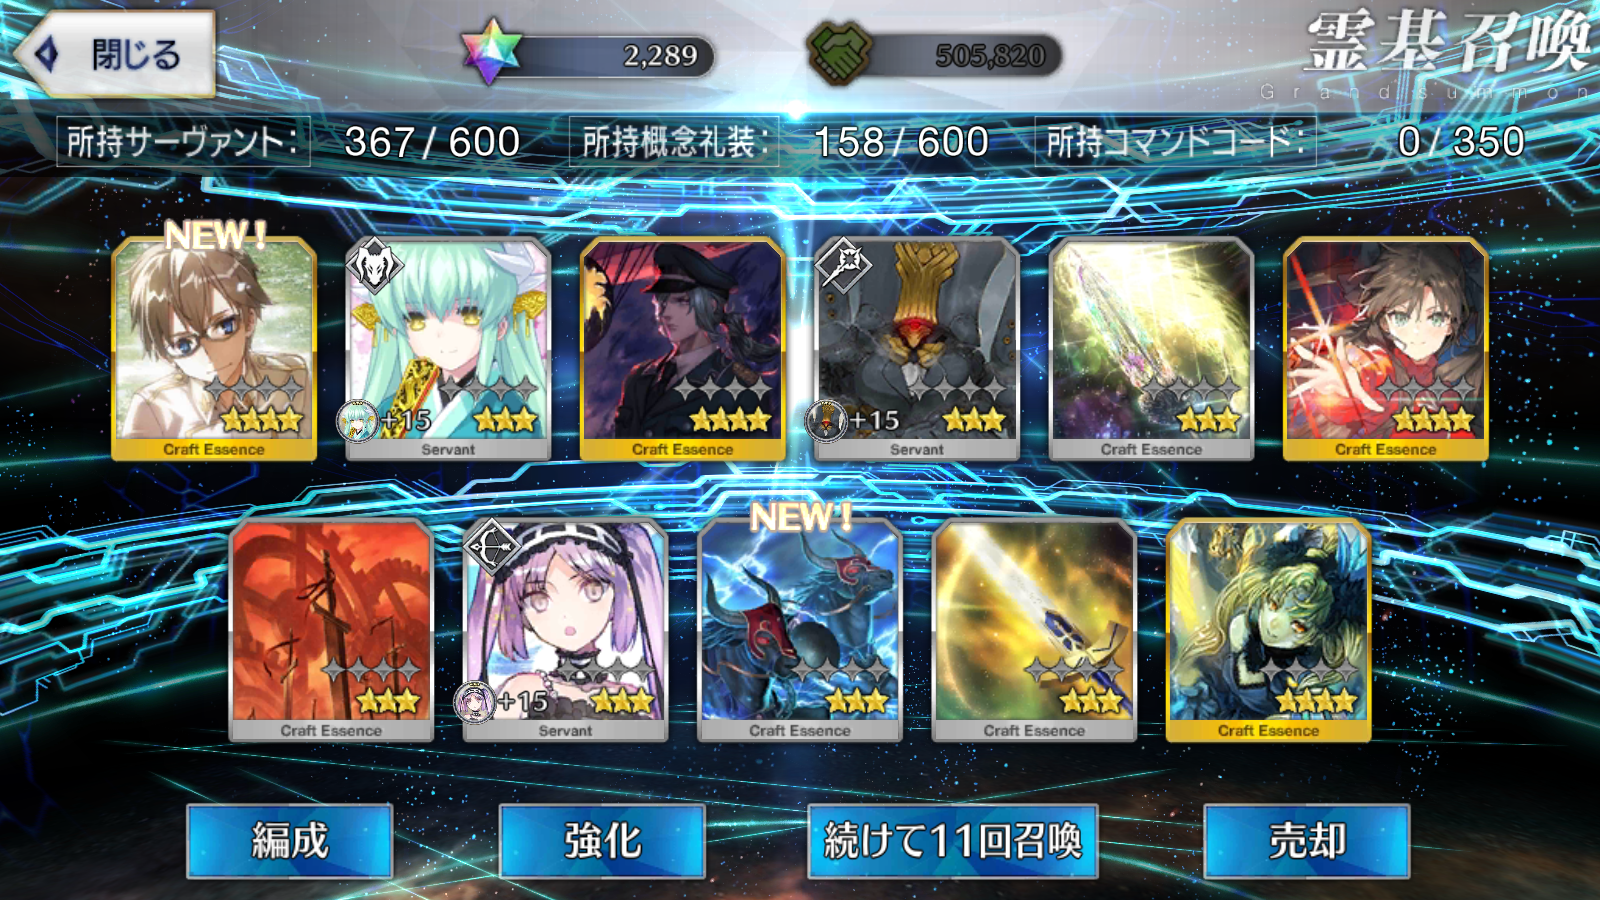 閉じる
2,289
505,820
霊基召喚
Grand summon
所持サーヴァント: 367 / 600
所持概念礼装: 158 / 600
所持コマンドコード: 0 / 350
NEW!
+15
+15
Craft Essence
Servant
Craft Essence
Servant
Craft Essence
Craft Essence
NEW!
+15
Craft Essence
Servant
Craft Essence
Craft Essence
Craft Essence
編成
強化
続けて11回召喚
売却